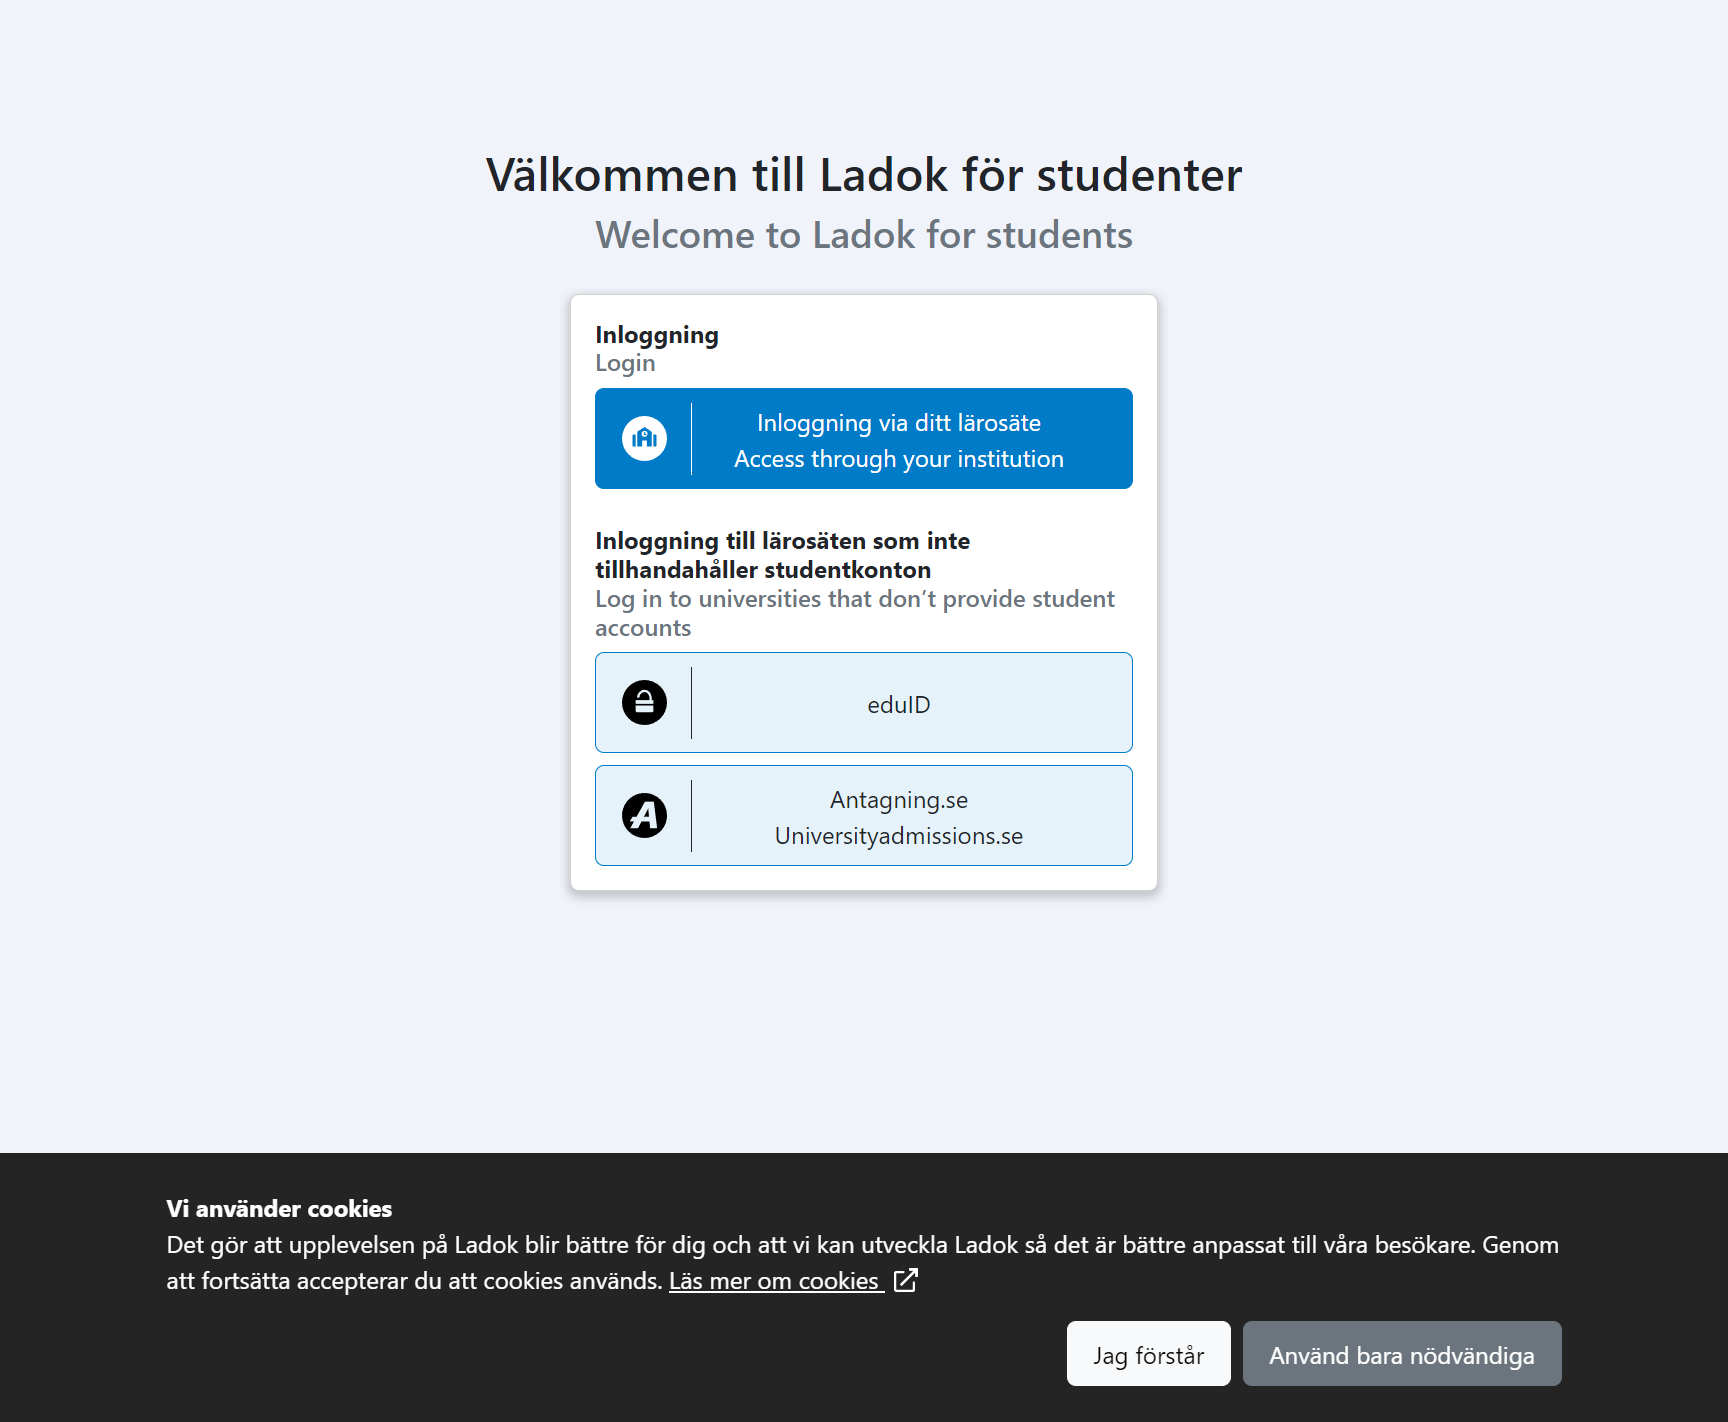 Välkommen till Ladok för studenter
Welcome to Ladok for students
Inloggning
Login
Inloggning via ditt lärosäte
Access through your institution
Inloggning till lärosäten som inte
tillhandahåller studentkonton
Log in to universities that don’t provide student
accounts
eduID
Antagning.se
Universityadmissions.se
Vi använder cookies
Det gör att upplevelsen på Ladok blir bättre för dig och att vi kan utveckla Ladok så det är bättre anpassat till våra besökare. Genom
att fortsätta accepterar du att cookies används. Läs mer om cookies
Jag förstår
Använd bara nödvändiga